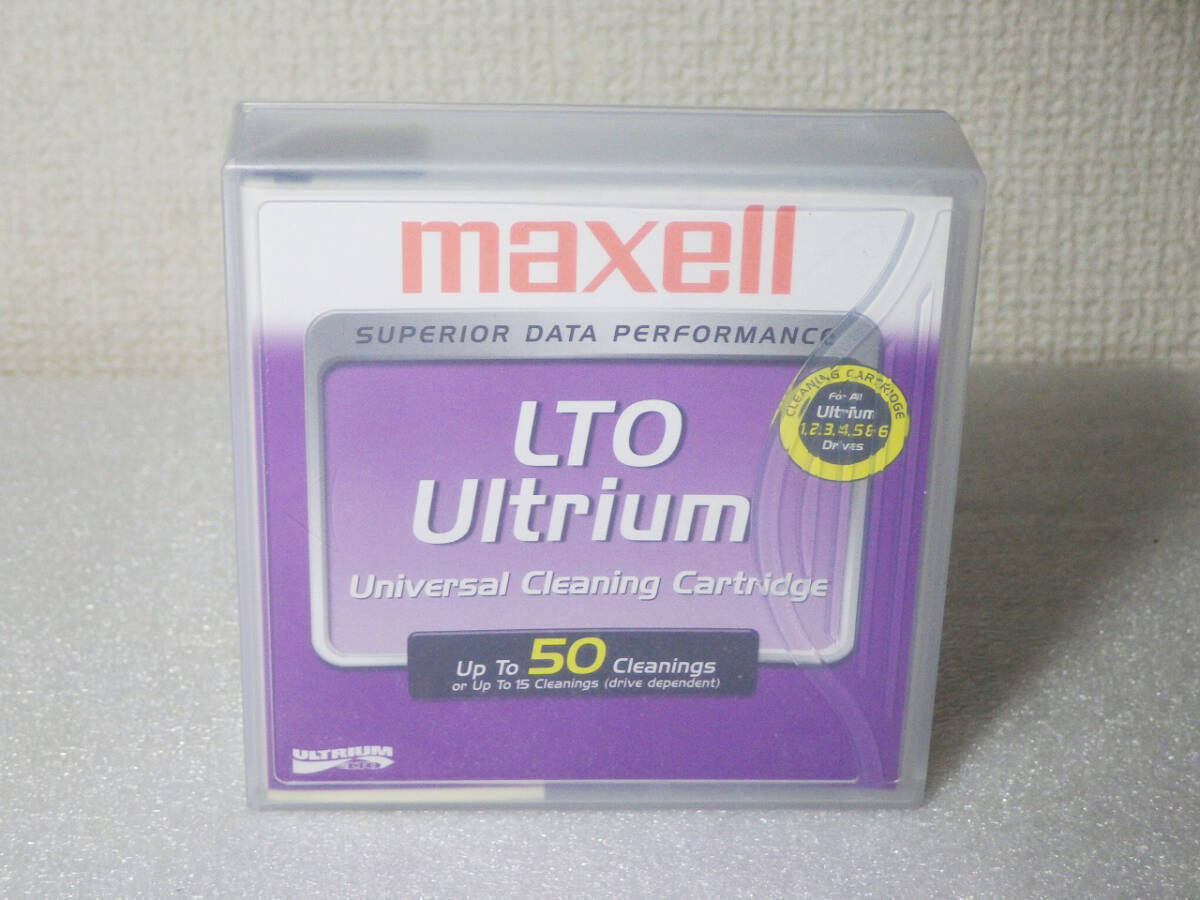 maxell
SUPERIOR DATA PERFORMANCE
CLEANING CARTRIDGE
For All
Ultrium
1,2,3,4,5&6
Drives
LTO
Ultrium
Universal Cleaning Cartridge
Up To 50 Cleanings
or Up To 15 Cleanings (drive dependent)
ULTRIUM